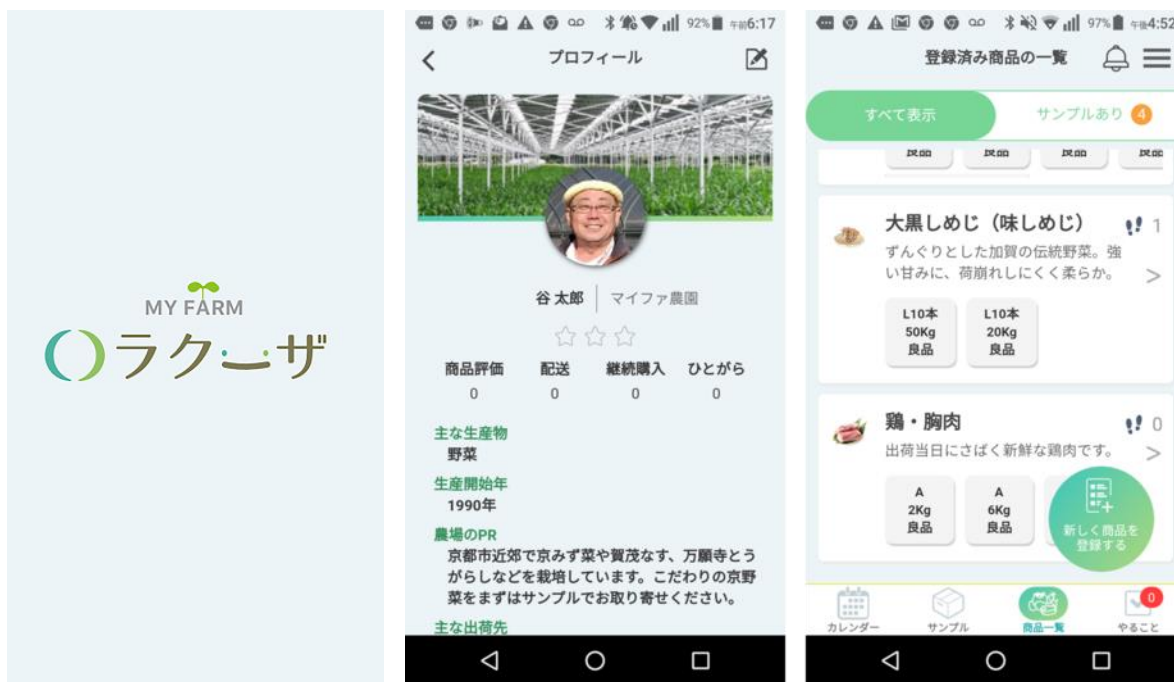 MY FARM
ラクーザ
92% 午前6:17
プロフィール
谷 太郎 マイファ農園
商品評価 配送 継続購入 ひとがら
0 0 0 0
主な生産物
野菜
生産開始年
1990年
農場のPR
京都市近郊で京みず菜や賀茂なす、万願寺とう
がらしなどを栽培しています。こだわりの京野
菜をまずはサンプルでお取り寄せください。
主な出荷先
97% 午後4:52
登録済み商品の一覧
すべて表示 サンプルあり 4
良品 良品 良品 良品
大黒しめじ（味しめじ） 1
ずんぐりとした加賀の伝統野菜。強
い甘みに、荷崩れしにくく柔らか。 >
L10本 L10本
50Kg 20Kg
良品 良品
鶏・胸肉 0
出荷当日にさばく新鮮な鶏肉です。 >
A A
2Kg 6Kg
良品 良品
新しく商品を
登録する
0
カレンダー サンプル 商品一覧 やること